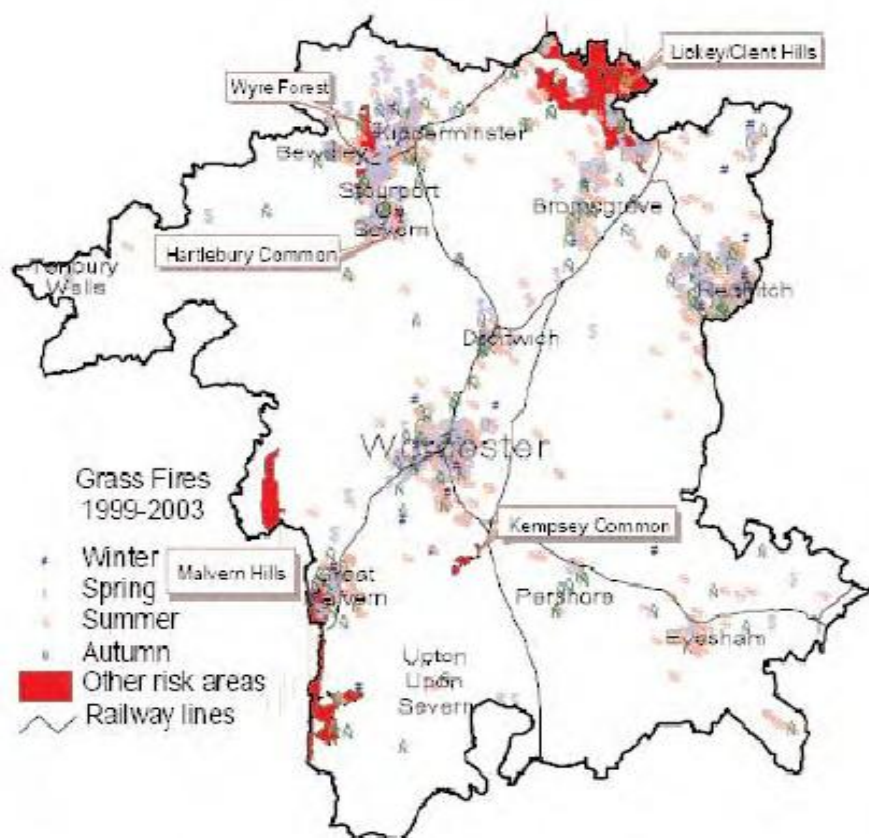 Lickey/Clent Hills
Wyre Forest
Kidderminster
Bewdley
Stourport
On
Severn
Bromsgrove
Hartlebury Common
Tenbury
Wells
Redditch
Droitwich
Worcester
Grass Fires
1999-2003
Kempsey Common
Winter
Malvern Hills
Great
Malvern
Spring
Pershore
Summer
Evesham
Autumn
Upton
Upon
Severn
Other risk areas
Railway lines